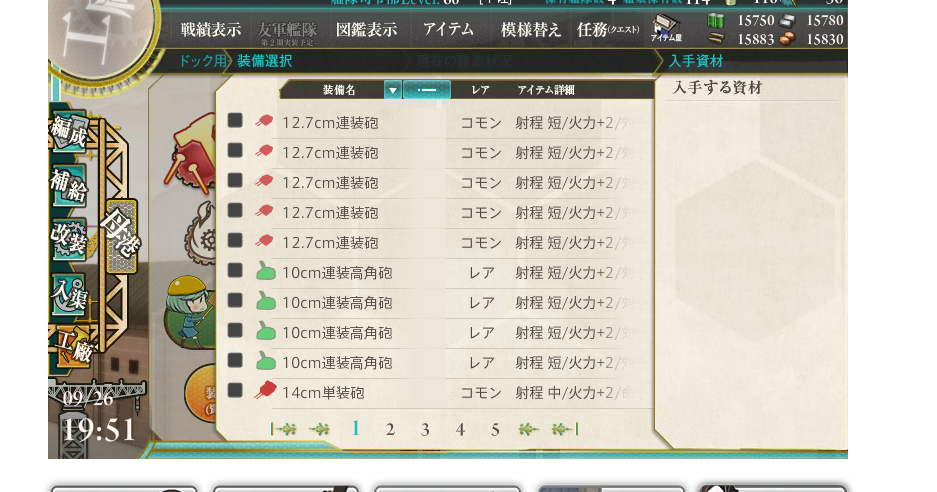 工廠
戦績表示 友軍艦隊 図鑑表示 アイテム 模様替え 任務(クエスト) アイテム屋 15750 15780
-第2期実装予定- 15883 15830
装備選択 入手資材
装備名 レア アイテム詳細
入手する資材
12.7cm連装砲 コモン 射程 短/火力+2/
12.7cm連装砲 コモン 射程 短/火力+2/
12.7cm連装砲 コモン 射程 短/火力+2/
12.7cm連装砲 コモン 射程 短/火力+2/
12.7cm連装砲 コモン 射程 短/火力+2/
10cm連装高角砲 レア 射程 短/火力+2/
10cm連装高角砲 レア 射程 短/火力+2/
10cm連装高角砲 レア 射程 短/火力+2/
10cm連装高角砲 レア 射程 短/火力+2/
14cm単装砲 コモン 射程 中/火力+2/
1 2 3 4 5
編成
補給
改装
母港
入渠
工廠
09/26
19:51